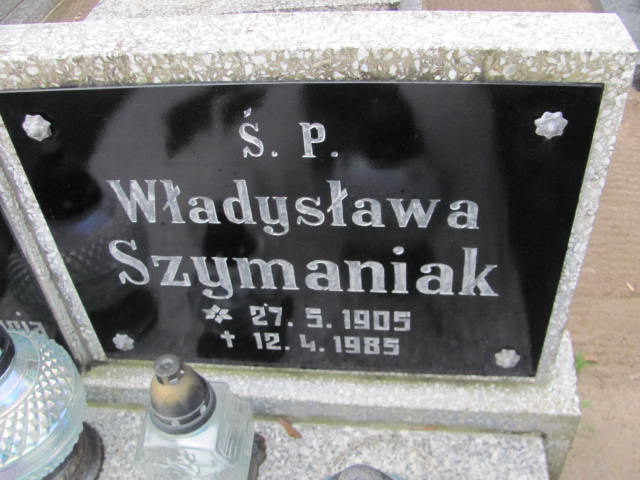 Ś. P.
Władysława
Szymaniak
* 27. 5. 1905
† 12. 4. 1985